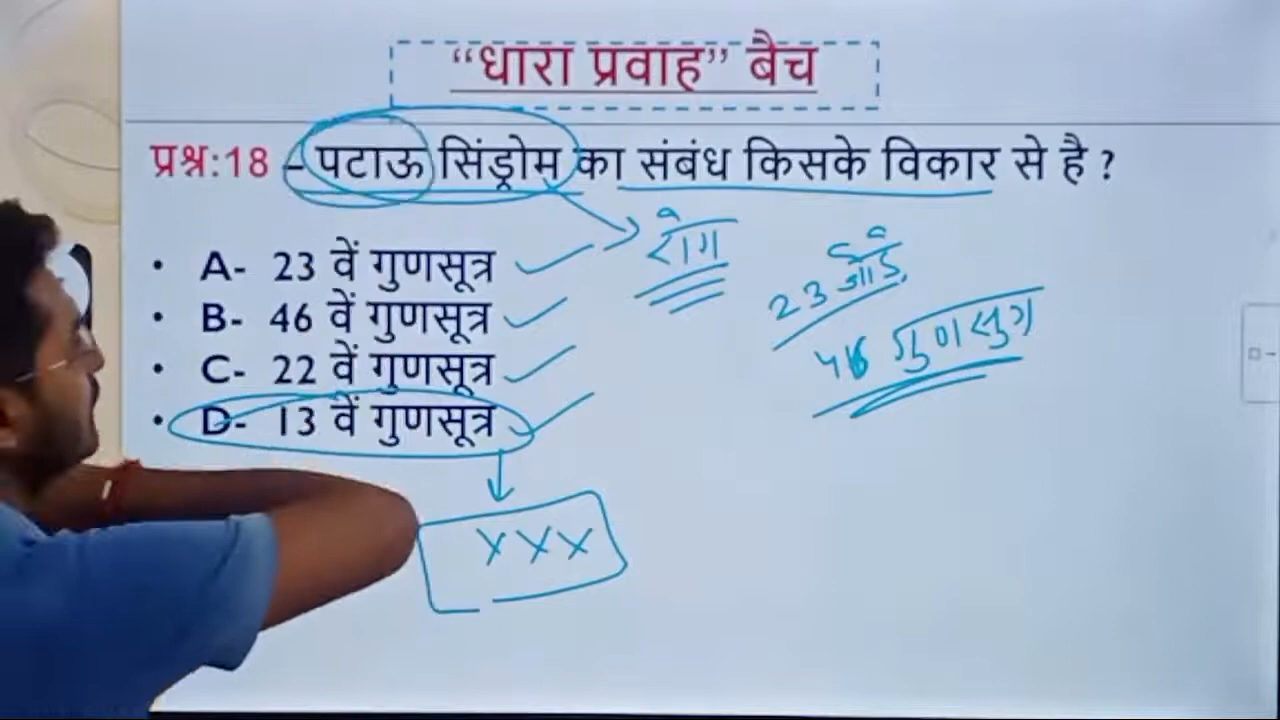 “धारा प्रवाह” बैच
प्रश्न:18 – पटाऊ सिंड्रोम का संबंध किसके विकार से है ?
• A- 23 वें गुणसूत्र
• B- 46 वें गुणसूत्र
• C- 22 वें गुणसूत्र
• D- 13 वें गुणसूत्र
रोग
23 जोड़े
46 गुणसूत्र
XXX